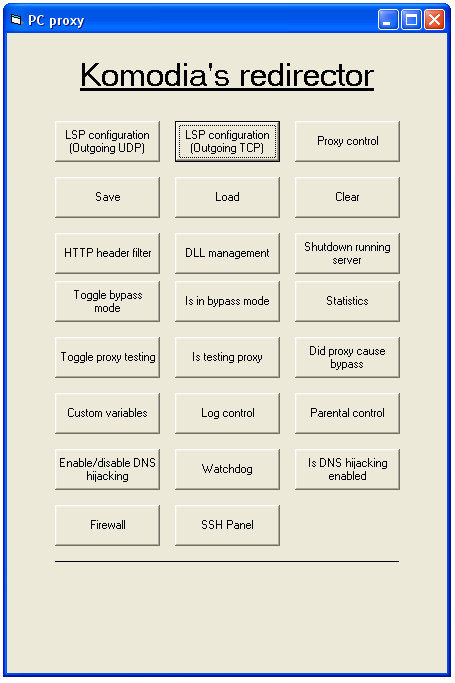 PC proxy
Komodia's redirector
LSP configuration
(Outgoing UDP)
LSP configuration
(Outgoing TCP)
Proxy control
Save
Load
Clear
HTTP header filter
DLL management
Shutdown running
server
Toggle bypass
mode
Is in bypass mode
Statistics
Toggle proxy testing
Is testing proxy
Did proxy cause
bypass
Custom variables
Log control
Parental control
Enable/disable DNS
hijacking
Watchdog
Is DNS hijacking
enabled
Firewall
SSH Panel